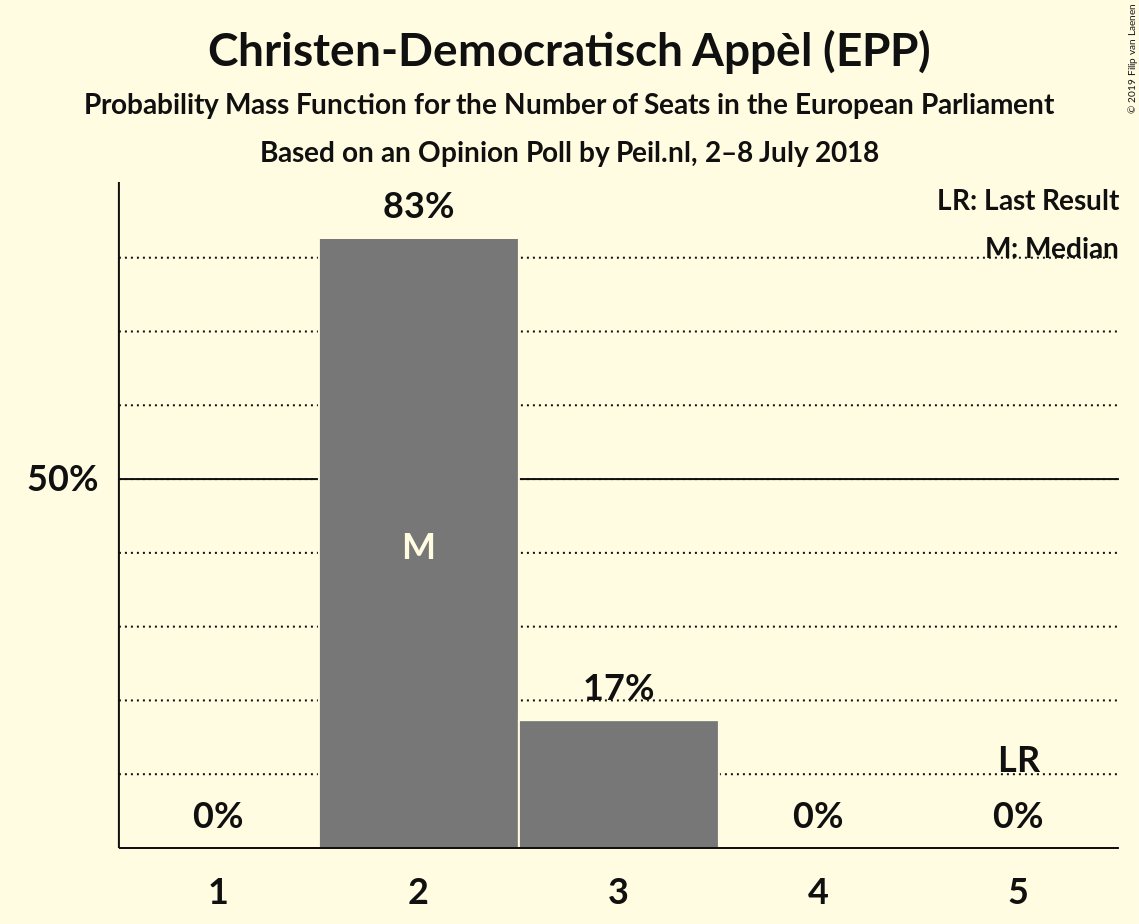 Christen-Democratisch Appèl (EPP)
Probability Mass Function for the Number of Seats in the European Parliament
Based on an Opinion Poll by Peil.nl, 2–8 July 2018
© 2019 Filip van Laenen
LR: Last Result
M: Median
83%
50%
M
17%
LR
0%
0%
0%
1
2
3
4
5